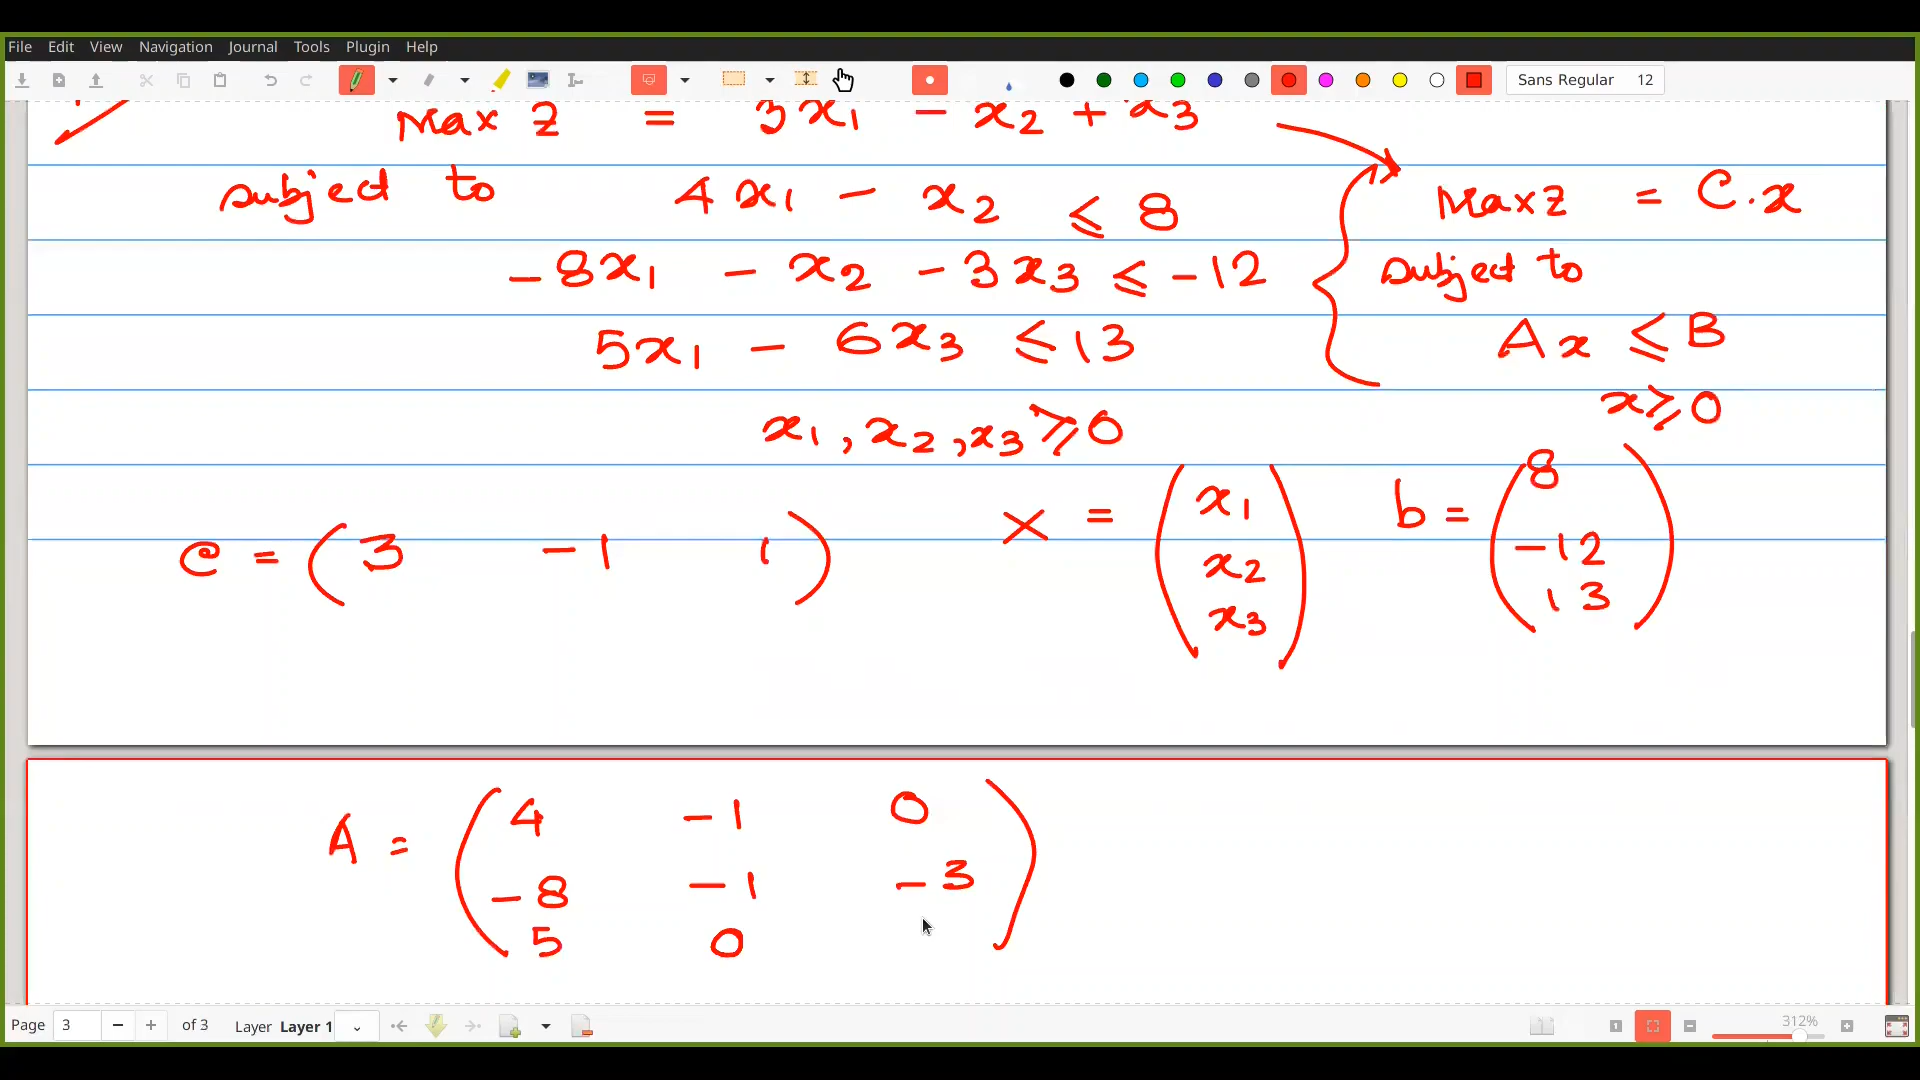 File Edit View Navigation Journal Tools Plugin Help
Sans Regular 12
Max Z = 3x1 - x2 + x3
subject to 4x1 - x2 ≤ 8
-8x1 - x2 - 3x3 ≤ -12
5x1 - 6x3 ≤ 13
x1, x2, x3 ≥ 0
Max Z = C.x
subject to
Ax ≤ B
x ≥ 0
C = (3 -1 1)
X = (x1
x2
x3)
b = (8
-12
13)
A = (4 -1 0
-8 -1 -3
5 0 )
Page 3 of 3 Layer Layer 1 312%